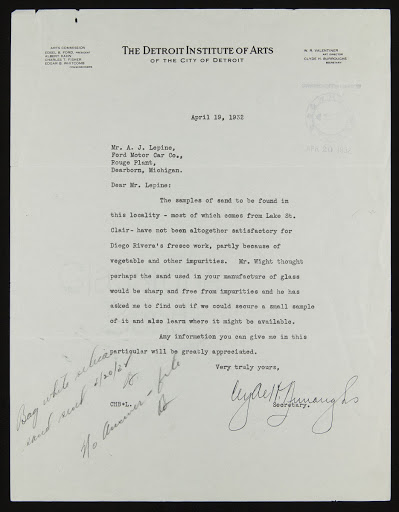 ARTS COMMISSION
EDSEL B. FORD, PRESIDENT
ALBERT KAHN
CHARLES T. FISHER
EDGAR B. WHITCOMB
COMMISSIONERS
THE DETROIT INSTITUTE OF ARTS
OF THE CITY OF DETROIT
W. R. VALENTINER
ART DIRECTOR
CLYDE H. BURROUGHS
SECRETARY
April 19, 1932
Mr. A. J. Lepine,
Ford Motor Car Co.,
Rouge Plant,
Dearborn, Michigan.
Dear Mr. Lepine:
The samples of sand to be found in
this locality - most of which comes from Lake St.
Clair- have not been altogether satisfactory for
Diego Rivera's fresco work, partly because of
vegetable and other impurities. Mr. Wight thought
perhaps the sand used in your manufacture of glass
would be sharp and free from impurities and he has
asked me to find out if we could secure a small sample
of it and also learn where it might be available.
Any information you can give me in this
particular will be greatly appreciated.
Very truly yours,
Clyde H. Burroughs
Secretary.
CHB*L.
Bag white silica
sand sent
No Answer - file